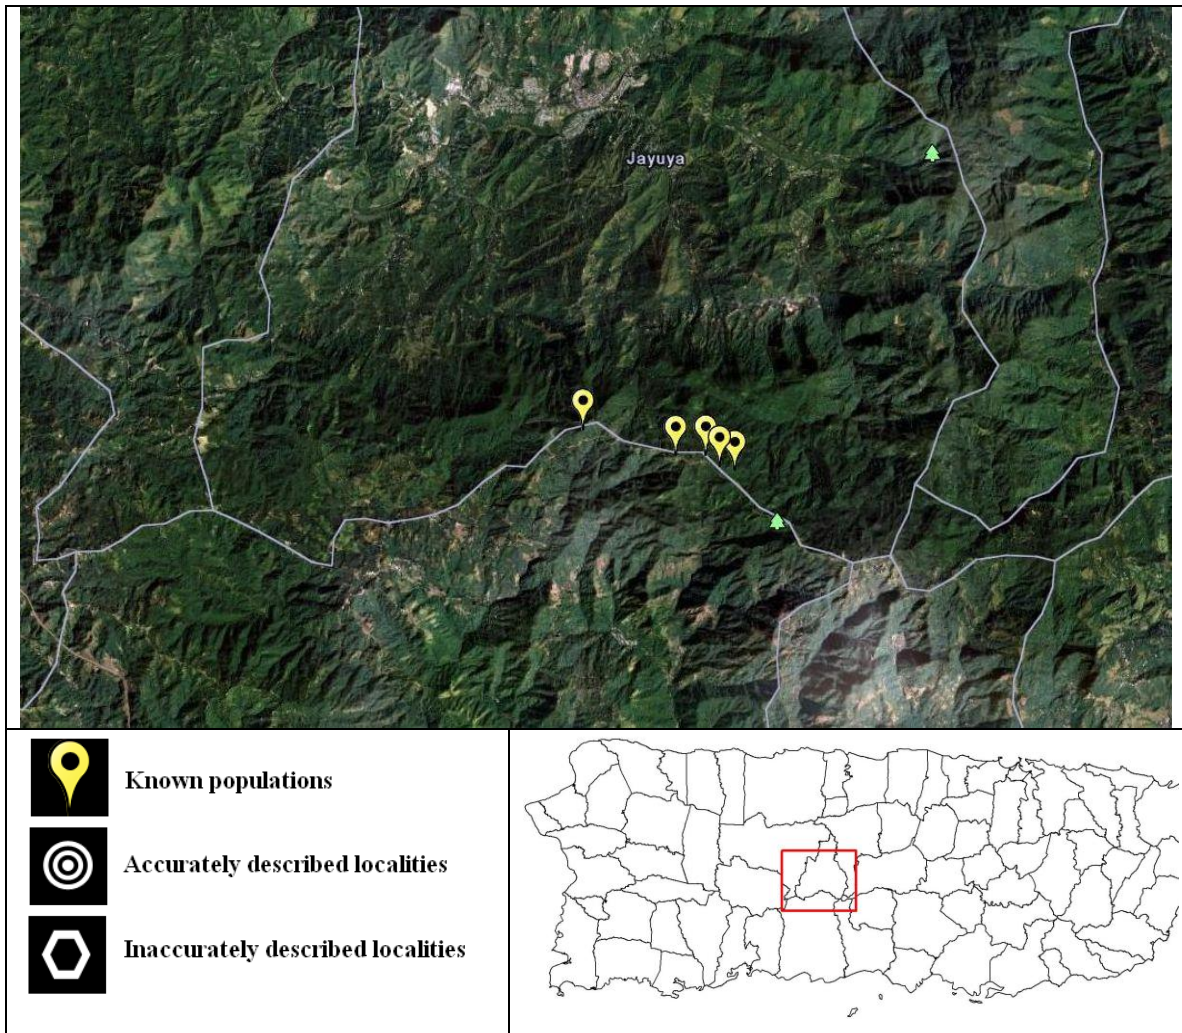 Jayuya
Known populations
Accurately described localities
Inaccurately described localities